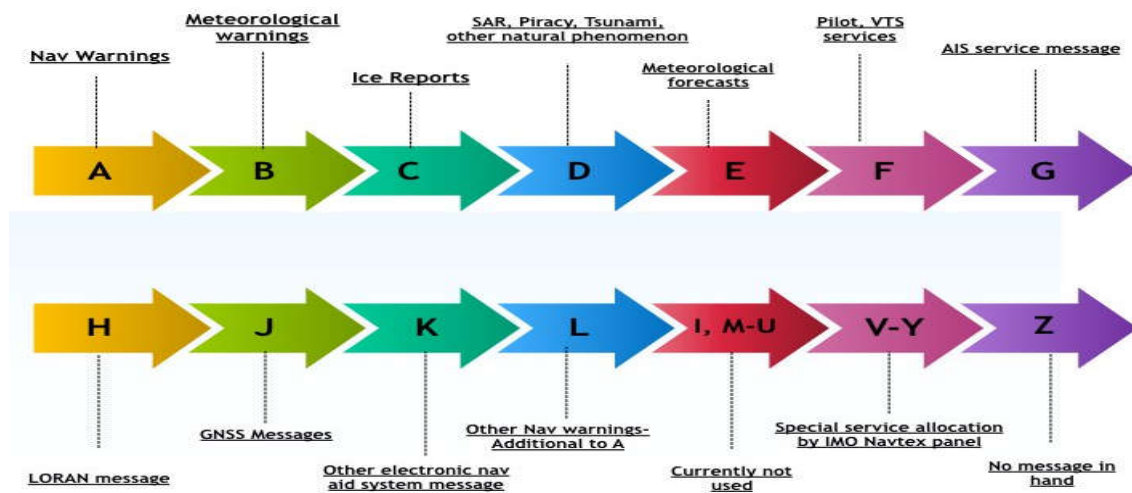 Nav Warnings
Meteorological
warnings
Ice Reports
SAR, Piracy, Tsunami,
other natural phenomenon
Meteorological
forecasts
Pilot, VTS
services
AIS service message
A
B
C
D
E
F
G
H
J
K
L
I, M-U
V-Y
Z
LORAN message
GNSS Messages
Other electronic nav
aid system message
Other Nav warnings-
Additional to A
Currently not
used
Special service allocation
by IMO Navtex panel
No message in
hand